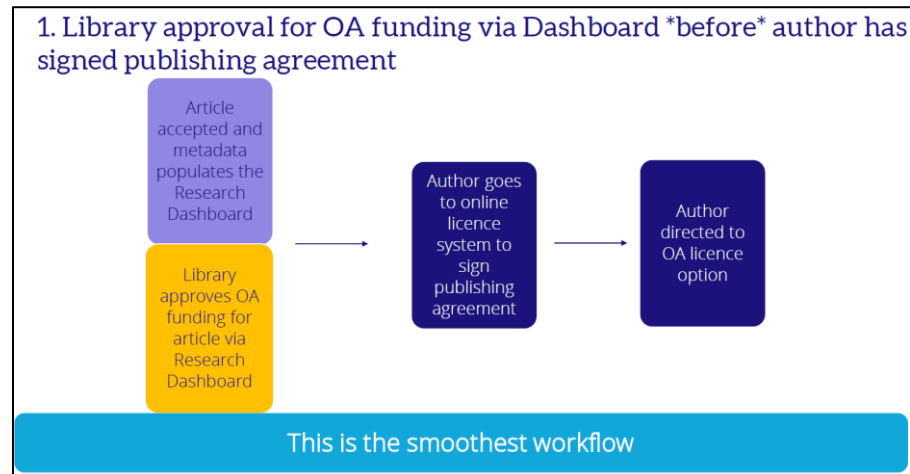 1. Library approval for OA funding via Dashboard *before* author has
signed publishing agreement
Article
accepted and
metadata
populates the
Research
Dashboard
Library
approves OA
funding for
article via
Research
Dashboard
Author goes
to online
licence
system to
sign
publishing
agreement
Author
directed to
OA licence
option
This is the smoothest workflow